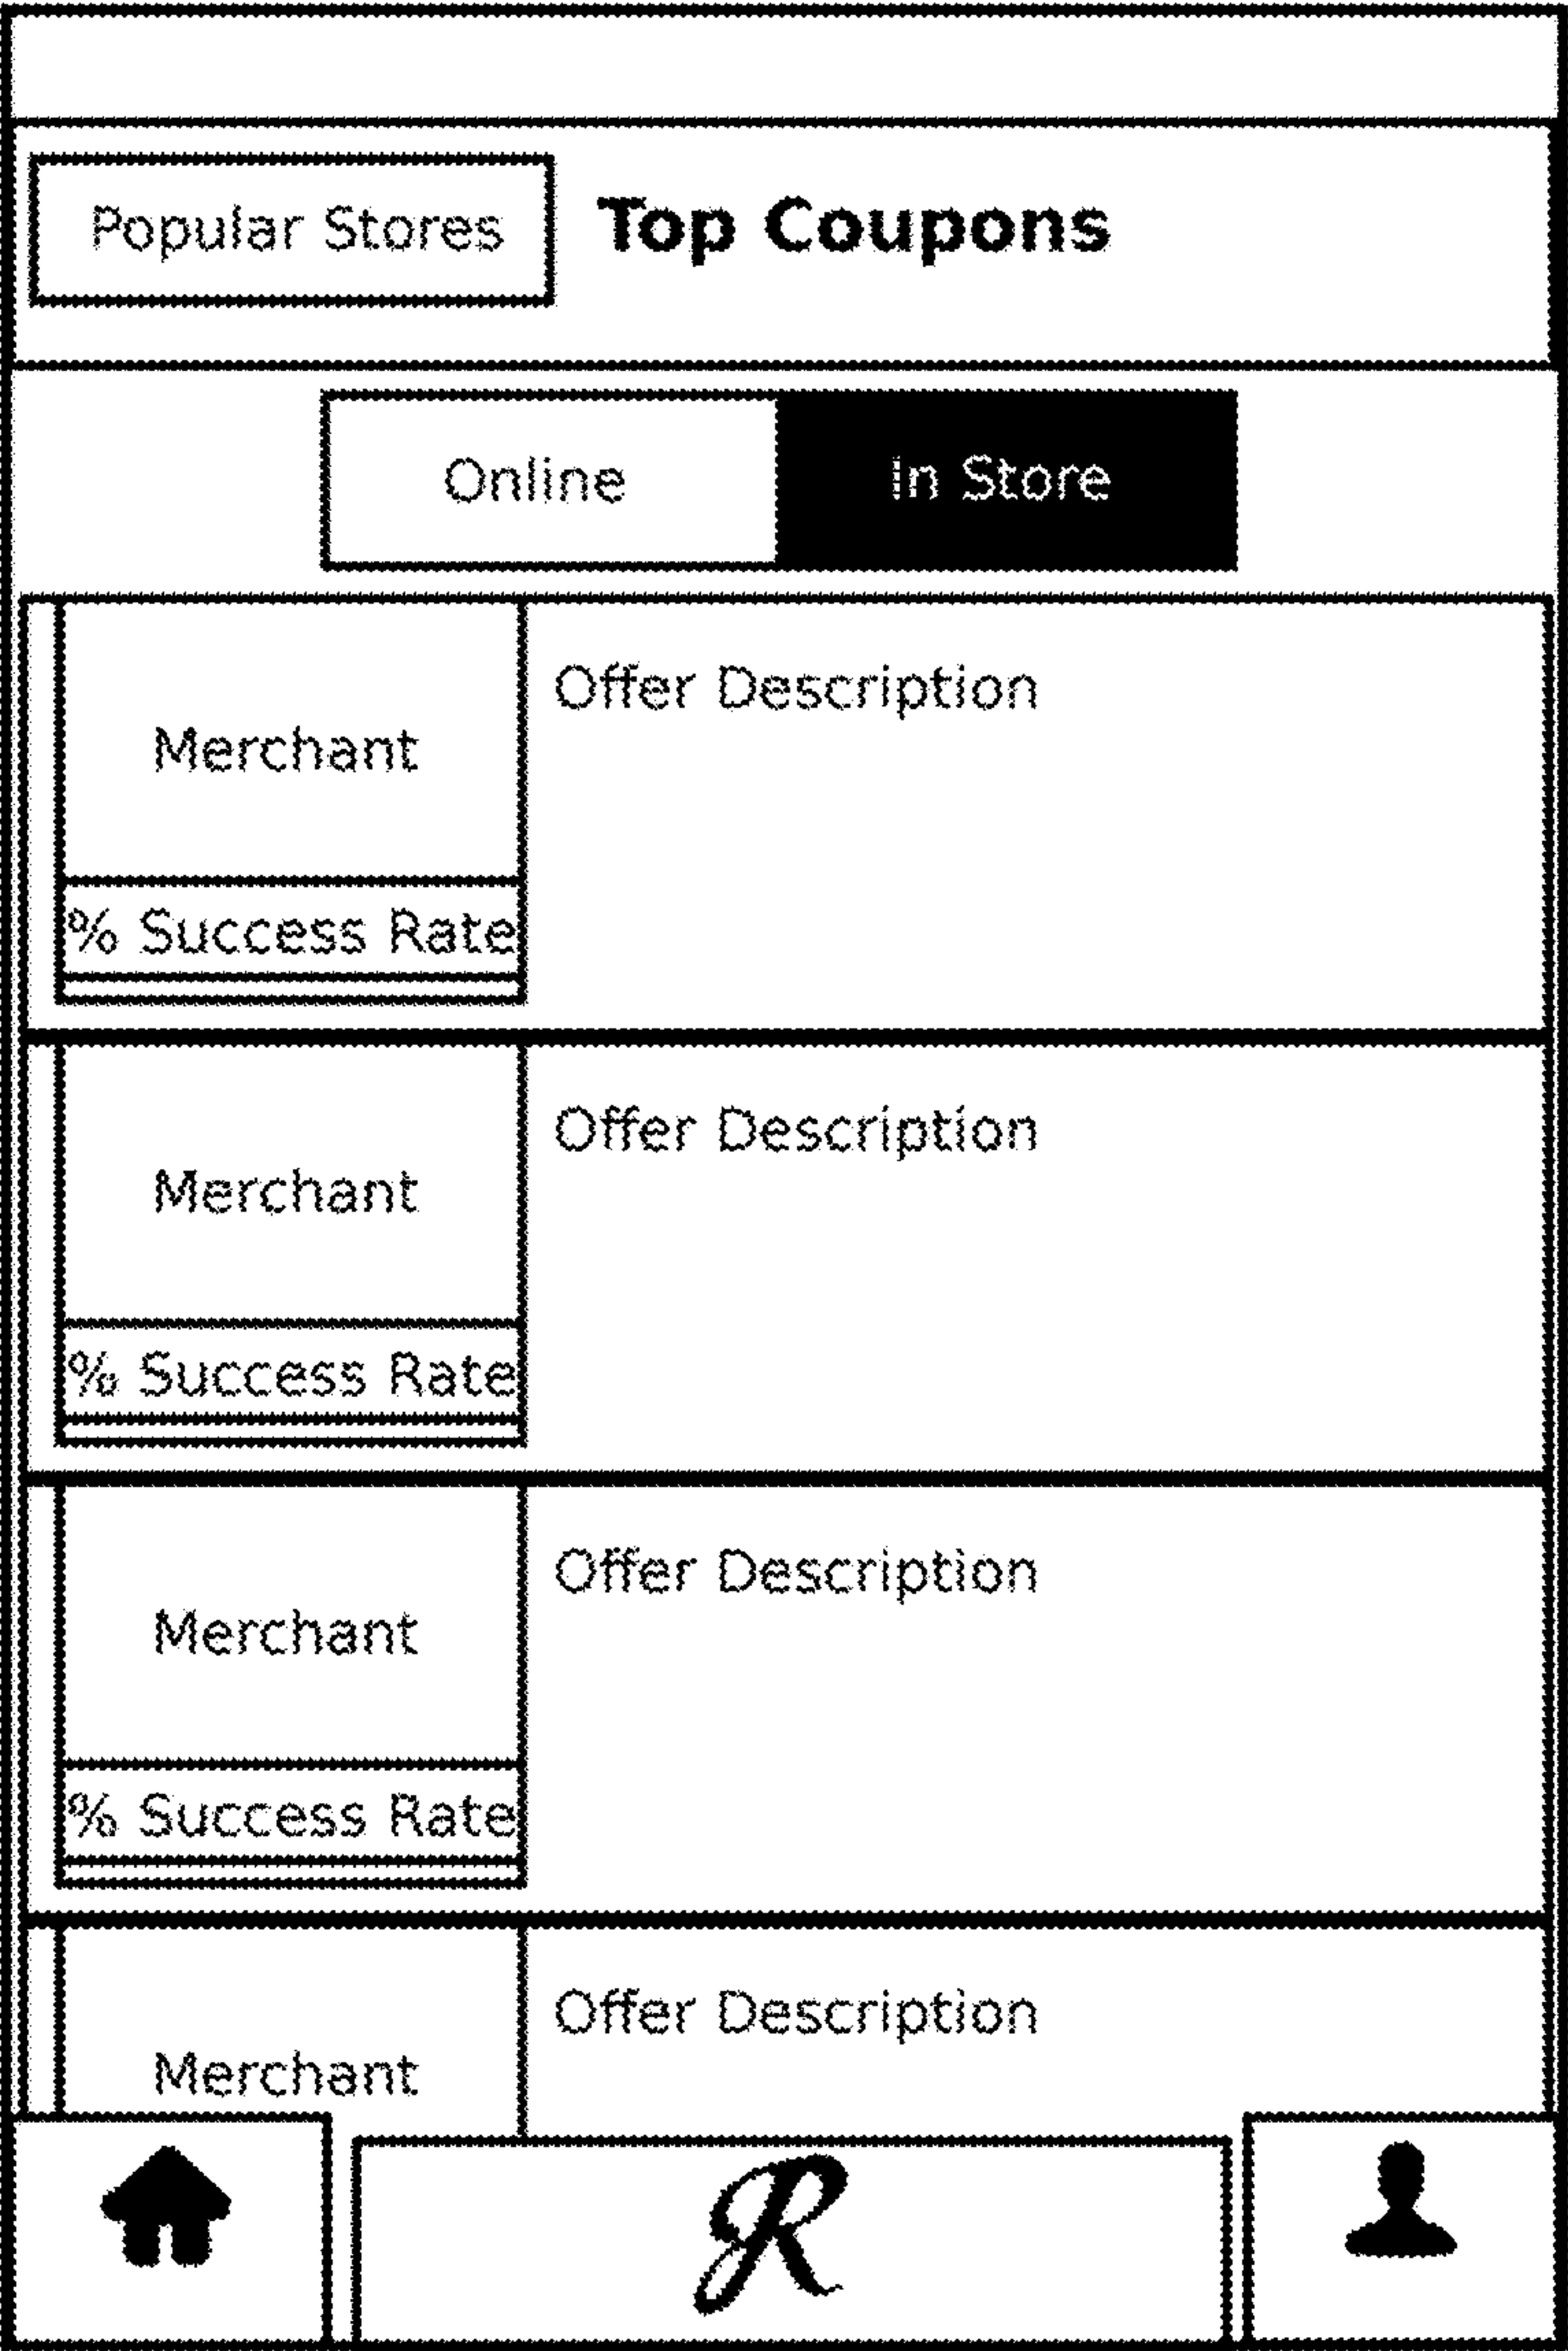 Popular Stores Top Coupons
Online In Store
Offer Description
Merchant
% Success Rate
Offer Description
Merchant
% Success Rate
Offer Description
Merchant
% Success Rate
Offer Description
Merchant
R